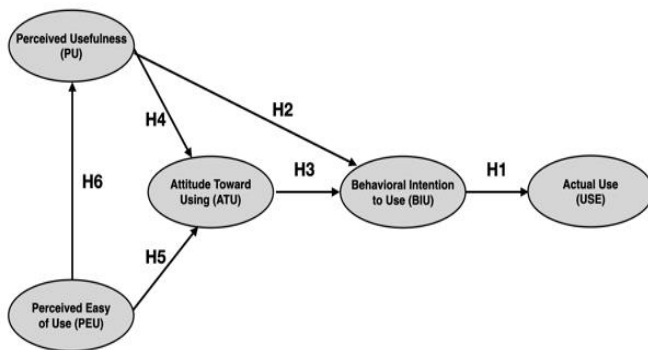 Perceived Usefulness
(PU)
H2
H4
Attitude Toward
Using (ATU)
H3
Behavioral Intention
to Use (BIU)
H1
Actual Use
(USE)
H6
H5
Perceived Easy
of Use (PEU)